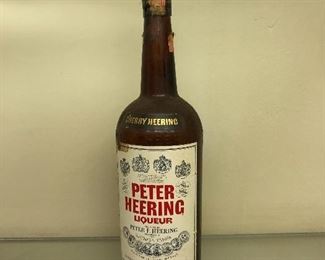 CHERRY HEERING
PETER
HEERING
LIQUEUR
PETER F. HEERING